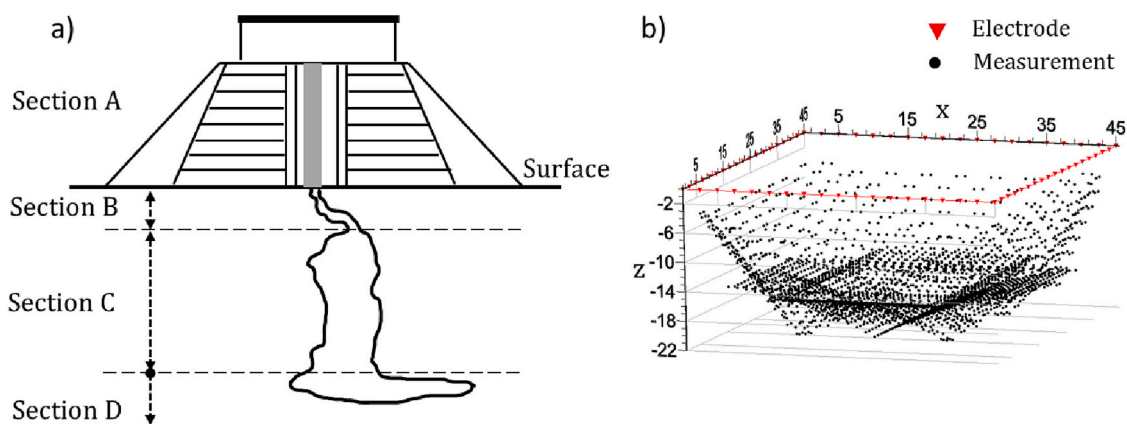 a)
Section A
Surface
Section B
Section C
Section D
b)
Electrode
Measurement
X
5
15
25
35
45
5
15
25
35
45
Z
-2
-6
-10
-14
-18
-22